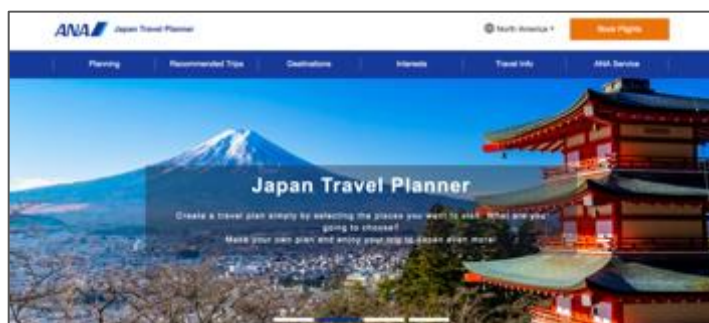 ANA Japan Travel Planner
North America
Book Flights
Planning Recommended Trips Destinations Interests Travel Info ANA Service
Japan Travel Planner
Create a travel plan simply by selecting the places you want to visit. What are you
going to choose?
Make your own plan and enjoy your trip to Japan even more!